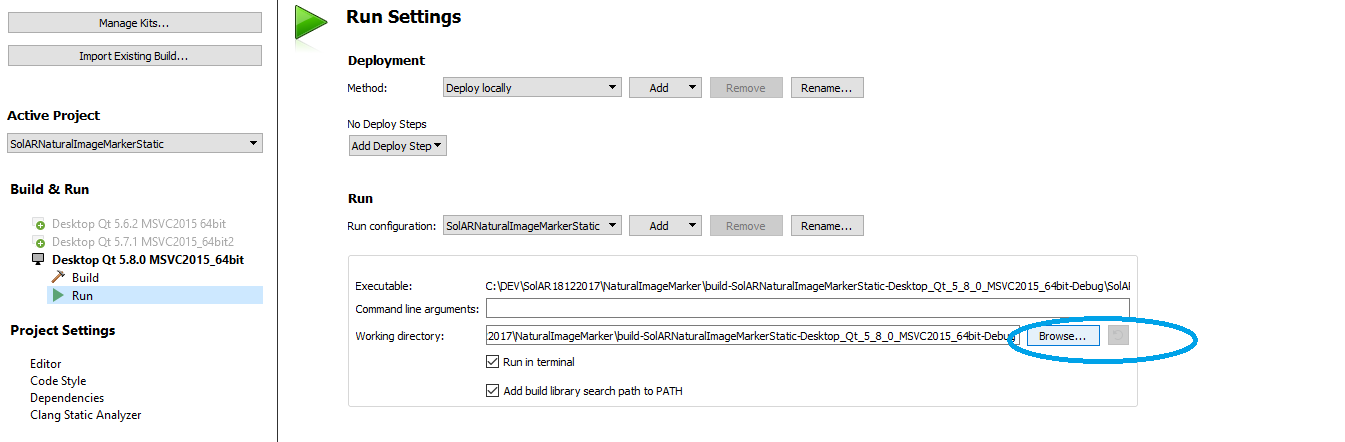 Manage Kits...
Import Existing Build...
Active Project
SolARNaturalImageMarkerStatic
Build & Run
Desktop Qt 5.6.2 MSVC2015 64bit
Desktop Qt 5.7.1 MSVC2015_64bit2
Desktop Qt 5.8.0 MSVC2015_64bit
Build
Run
Project Settings
Editor
Code Style
Dependencies
Clang Static Analyzer
Run Settings
Deployment
Method: Deploy locally Add Remove Rename...
No Deploy Steps
Add Deploy Step
Run
Run configuration: SolARNaturalImageMarkerStatic Add Remove Rename...
Executable: C:\DEV\SolAR18122017\NaturalImageMarker\build-SolARNaturalImageMarkerStatic-Desktop_Qt_5_8_0_MSVC2015_64bit-Debug\SolAR
Command line arguments:
Working directory: 2017\NaturalImageMarker\build-SolARNaturalImageMarkerStatic-Desktop_Qt_5_8_0_MSVC2015_64bit-Debug Browse...
Run in terminal
Add build library search path to PATH